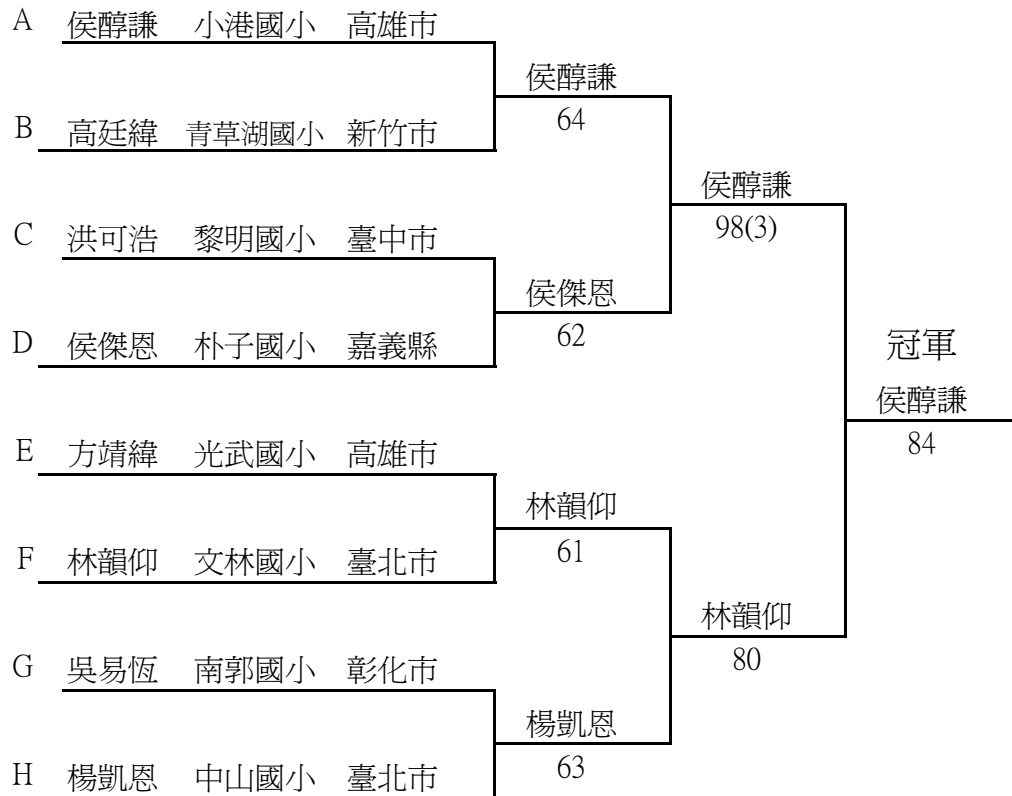 A 侯醇謙 小港國小 高雄市
侯醇謙
64
B 高廷緯 青草湖國小 新竹市
侯醇謙
98(3)
C 洪可浩 黎明國小 臺中市
侯傑恩
62
D 侯傑恩 朴子國小 嘉義縣
冠軍
侯醇謙
84
E 方靖緯 光武國小 高雄市
林韻仰
61
F 林韻仰 文林國小 臺北市
林韻仰
80
G 吳易恆 南郭國小 彰化市
楊凱恩
63
H 楊凱恩 中山國小 臺北市